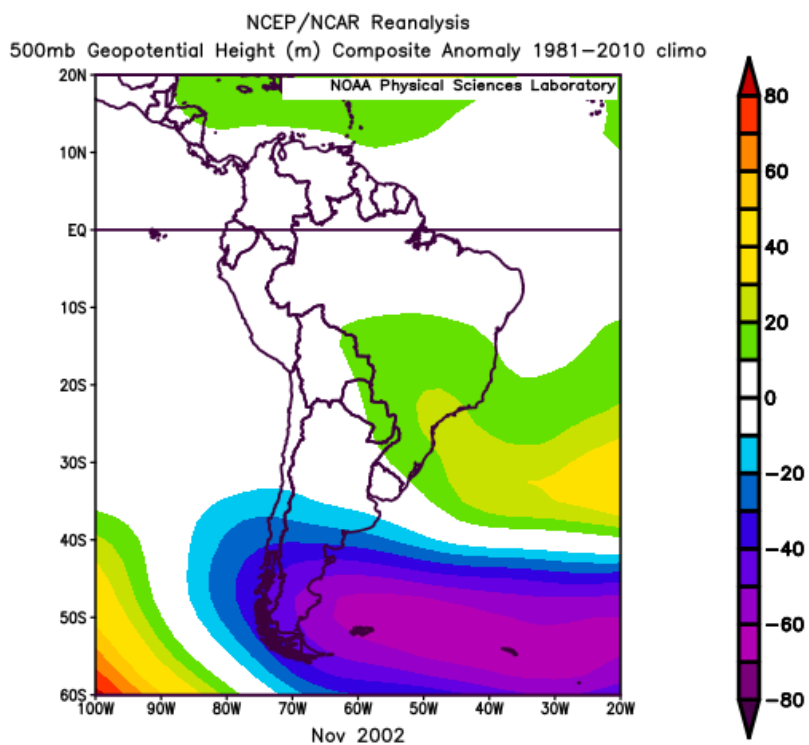 NCEP/NCAR Reanalysis
500mb Geopotential Height (m) Composite Anomaly 1981−2010 climo
NOAA Physical Sciences Laboratory
20N
10N
EQ
10S
20S
30S
40S
50S
60S
100W 90W 80W 70W 60W 50W 40W 30W 20W
Nov 2002
80
60
40
20
0
−20
−40
−60
−80